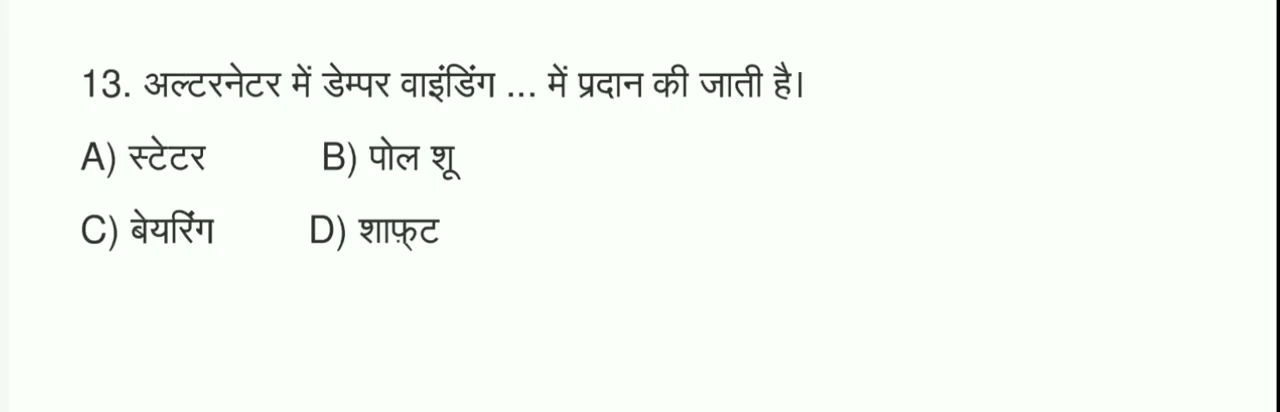 13. अल्टरनेटर में डेम्पर वाइंडिंग ... में प्रदान की जाती है।
A) स्टेटर B) पोल शू
C) बेयरिंग D) शाफ़्ट